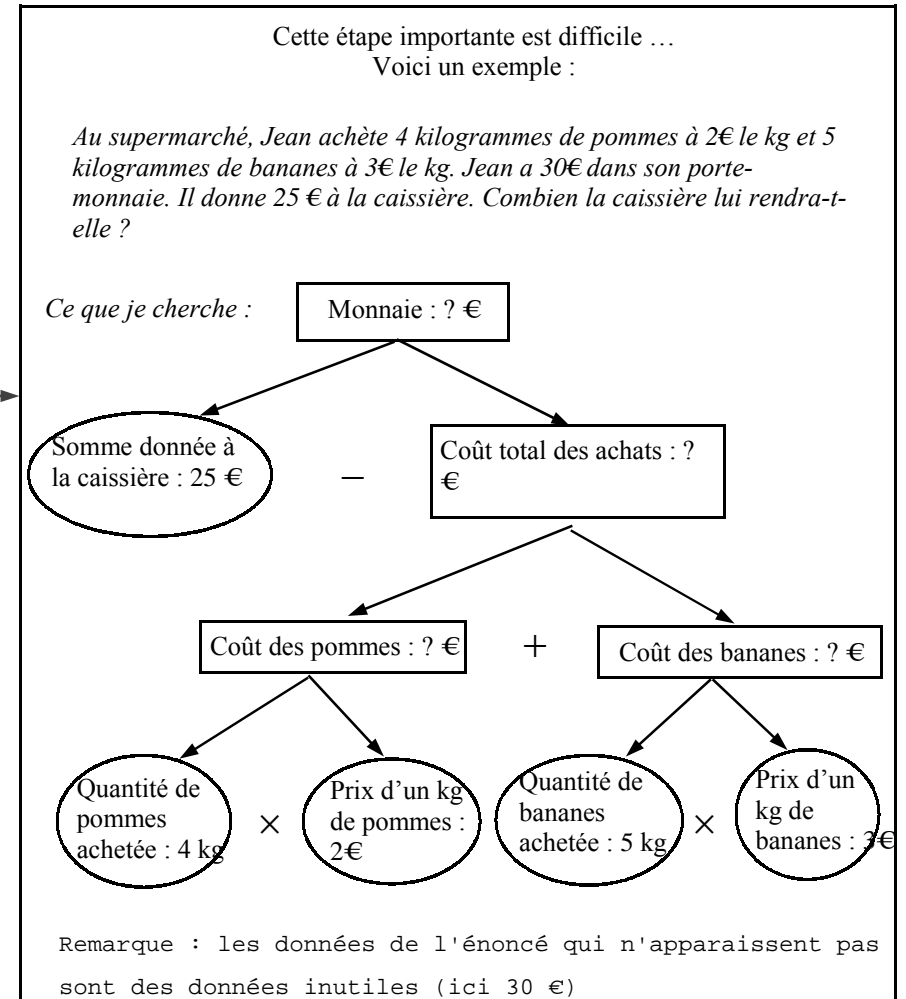 Cette étape importante est difficile …
Voici un exemple :
Au supermarché, Jean achète 4 kilogrammes de pommes à 2€ le kg et 5
kilogrammes de bananes à 3€ le kg. Jean a 30€ dans son porte-
monnaie. Il donne 25 € à la caissière. Combien la caissière lui rendra-t-
elle ?
Ce que je cherche :
Monnaie : ? €
Somme donnée à
la caissière : 25 €
–
Coût total des achats : ?
€
Coût des pommes : ? €
+
Coût des bananes : ? €
Quantité de
pommes
achetée : 4 kg
×
Prix d’un kg
de pommes :
2€
Quantité de
bananes
achetée : 5 kg
×
Prix d’un
kg de
bananes : 3€
Remarque : les données de l'énoncé qui n'apparaissent pas
sont des données inutiles (ici 30 €)